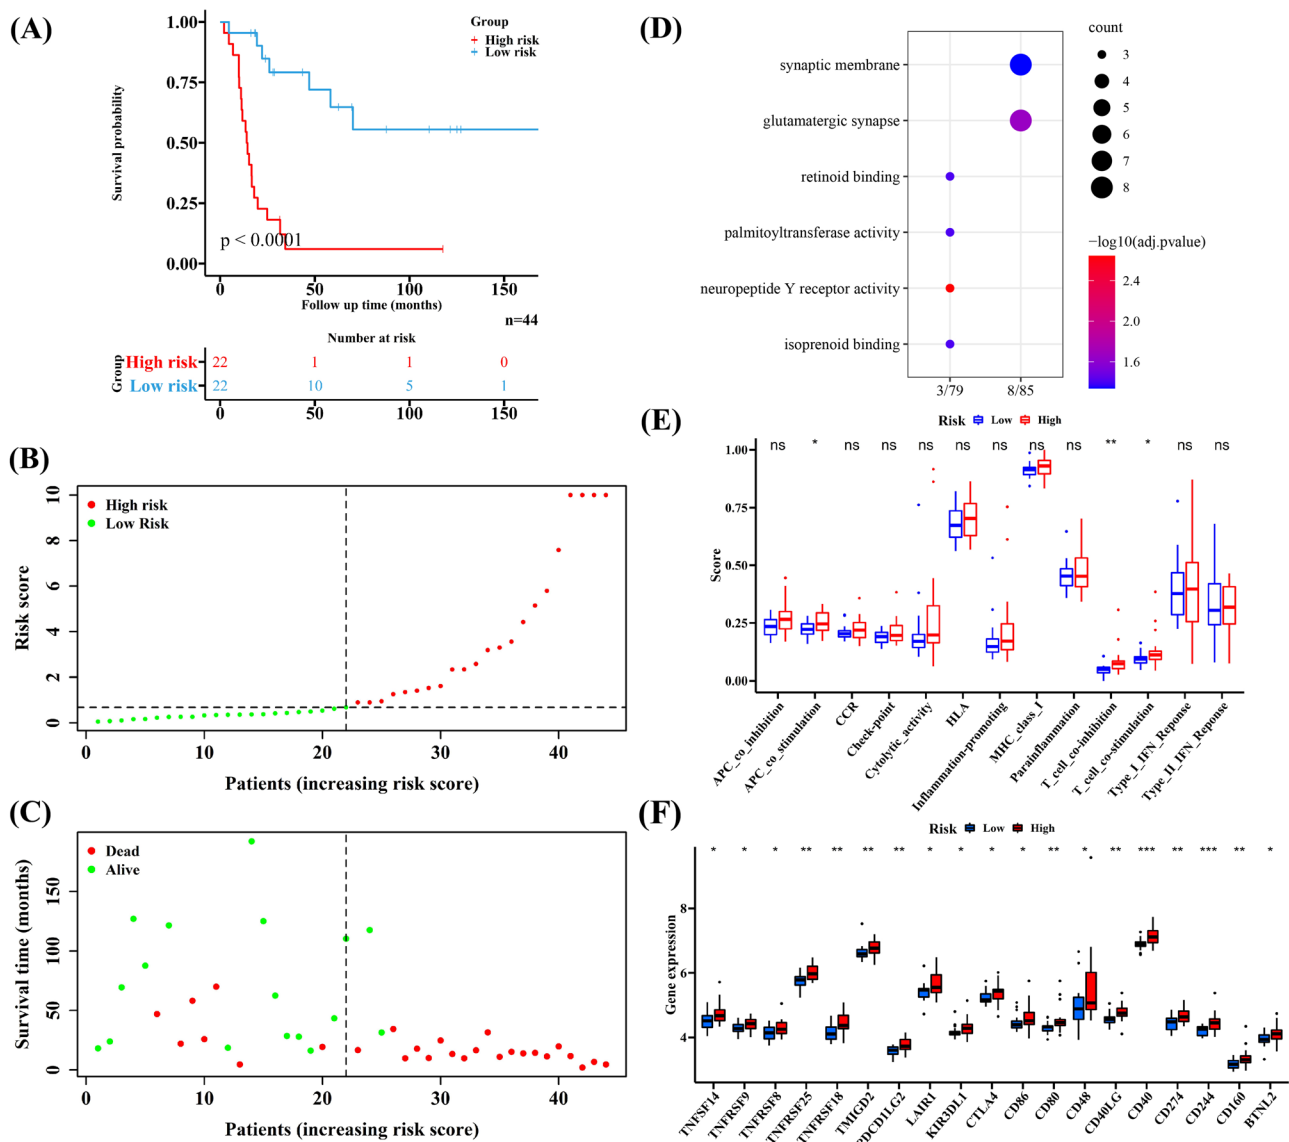 (A)
1.00
0.75
0.50
0.25
0.00
Survival probability
Group
High risk
Low risk
p < 0.0001
0 50 100 150
Follow up time (months)
n=44
Number at risk
Group
High risk 22 1 1 0
Low risk 22 10 5 1
0 50 100 150
(B)
High risk
Low Risk
Risk score
10
8
6
4
2
0
0 10 20 30 40
Patients (increasing risk score)
(C)
Dead
Alive
Survival time (months)
150
100
50
0
0 10 20 30 40
Patients (increasing risk score)
(D)
synaptic membrane
glutamatergic synapse
retinoid binding
palmitoyltransferase activity
neuropeptide Y receptor activity
isoprenoid binding
3/79 8/85
count
3
4
5
6
7
8
−log10(adj.pvalue)
2.4
2.0
1.6
(E)
Risk Low High
ns * ns ns ns ns ns ns ns ** * ns ns
1.00
0.75
0.50
0.25
0.00
Score
APC_co_inhibition
APC_co_stimulation
CCR
Check-point
Cytolytic_activity
HLA
Inflammation-promoting
MHC_class_I
Parainflammation
T_cell_co-inhibition
T_cell_co-stimulation
Type_I_IFN_Reponse
Type_II_IFN_Reponse
(F)
Risk Low High
* * * ** ** ** ** * * * * ** * ** *** ** *** ** *
8
6
4
Gene expression
TNFSF14
TNFRSF9
TNFRSF8
TNFRSF25
TNFRSF18
TMIGD2
PDCD1LG2
LAIR1
KIR3DL1
CTLA4
CD86
CD80
CD48
CD40LG
CD40
CD274
CD244
CD160
BTNL2